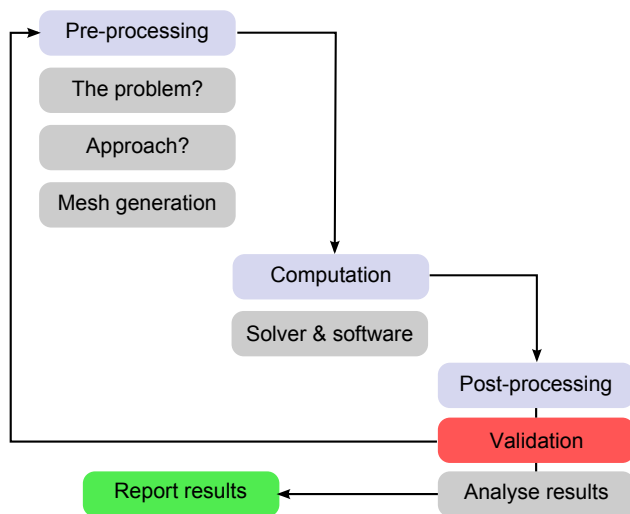 Pre-processing
The problem?
Approach?
Mesh generation
Computation
Solver & software
Post-processing
Validation
Report results
Analyse results